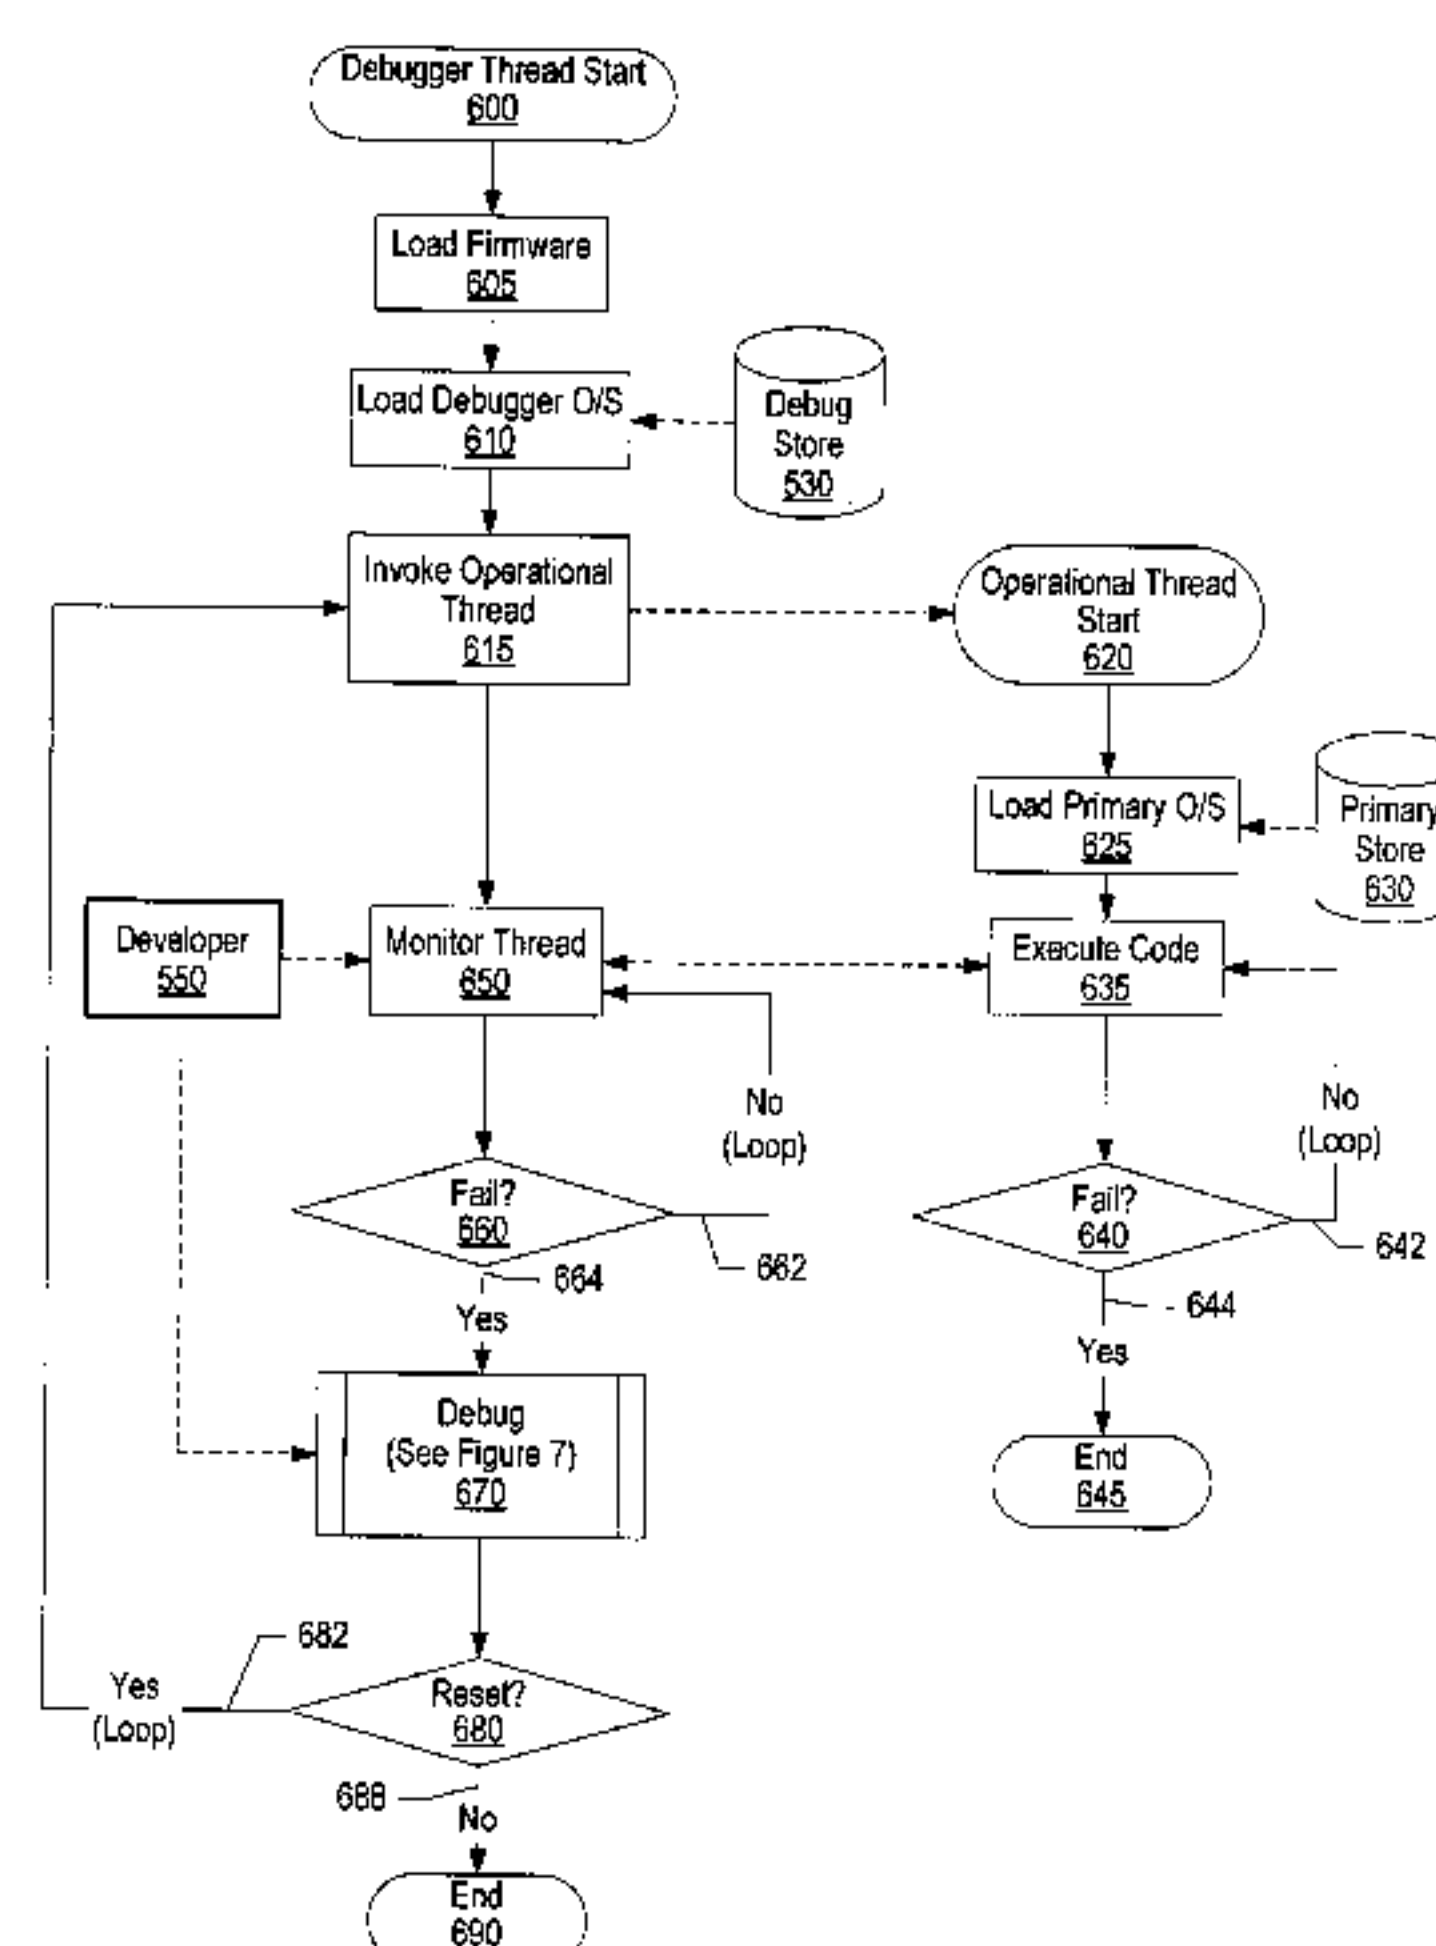 Debugger Thread Start
600
Load Firmware
605
Load Debugger O/S
610
Debug
Store
530
Invoke Operational
Thread
615
Operational Thread
Start
620
Load Primary O/S
625
Primary
Store
630
Developer
550
Monitor Thread
650
Execute Code
635
No
(Loop)
No
(Loop)
Fail?
660
662
664
Yes
Fail?
640
642
644
Yes
Debug
(See Figure 7)
670
End
645
682
Yes
(Loop)
Reset?
680
688
No
End
690